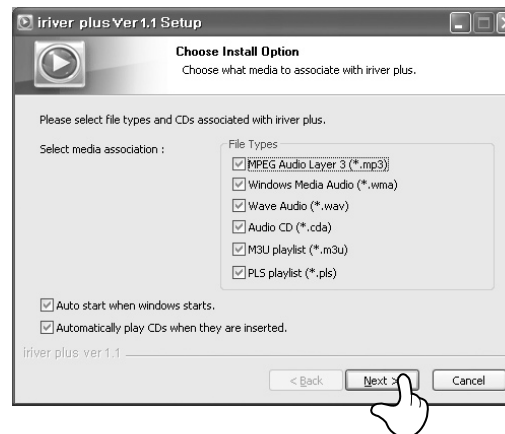 iriver plus Ver 1.1 Setup
Choose Install Option
Choose what media to associate with iriver plus.
Please select file types and CDs associated with iriver plus.
Select media association :
File Types
MPEG Audio Layer 3 (*.mp3)
Windows Media Audio (*.wma)
Wave Audio (*.wav)
Audio CD (*.cda)
M3U playlist (*.m3u)
PLS playlist (*.pls)
Auto start when windows starts.
Automatically play CDs when they are inserted.
iriver plus ver 1.1
< Back
Next >
Cancel